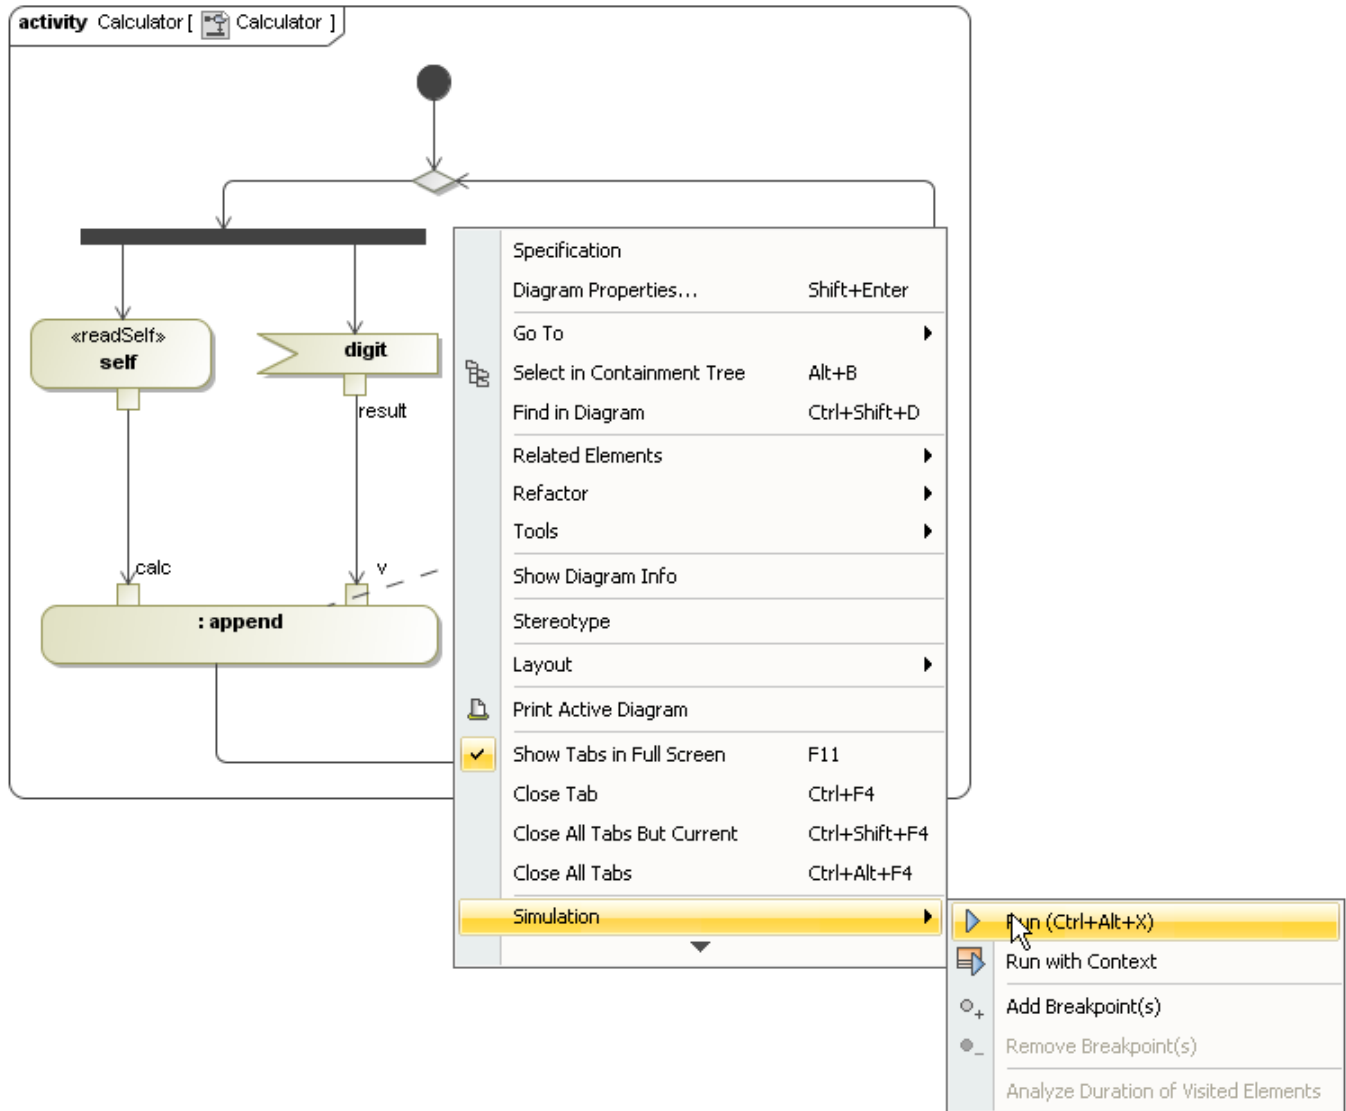 activity Calculator [ Calculator ]
«readSelf»
self
digit
result
calc
v
: append
Specification
Diagram Properties... Shift+Enter
Go To
Select in Containment Tree Alt+B
Find in Diagram Ctrl+Shift+D
Related Elements
Refactor
Tools
Show Diagram Info
Stereotype
Layout
Print Active Diagram
Show Tabs in Full Screen F11
Close Tab Ctrl+F4
Close All Tabs But Current Ctrl+Shift+F4
Close All Tabs Ctrl+Alt+F4
Simulation
Run (Ctrl+Alt+X)
Run with Context
Add Breakpoint(s)
Remove Breakpoint(s)
Analyze Duration of Visited Elements